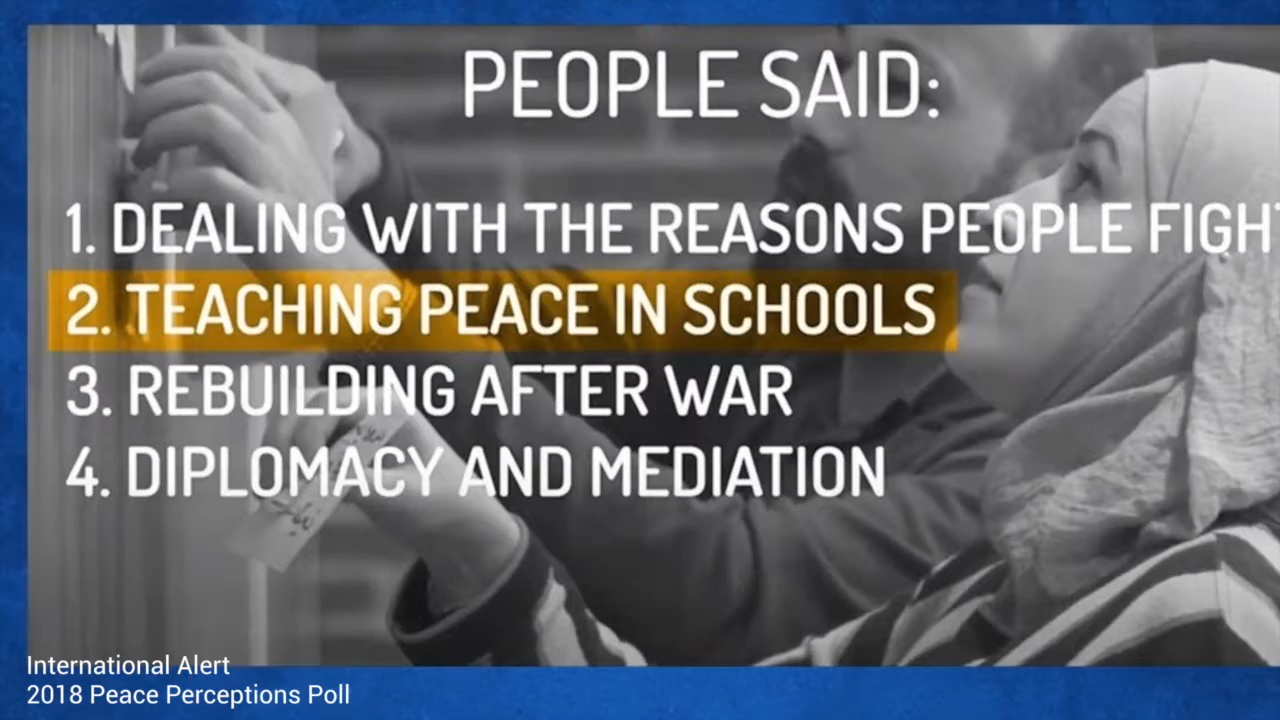 PEOPLE SAID:
1. DEALING WITH THE REASONS PEOPLE FIGHT
2. TEACHING PEACE IN SCHOOLS
3. REBUILDING AFTER WAR
4. DIPLOMACY AND MEDIATION
International Alert
2018 Peace Perceptions Poll